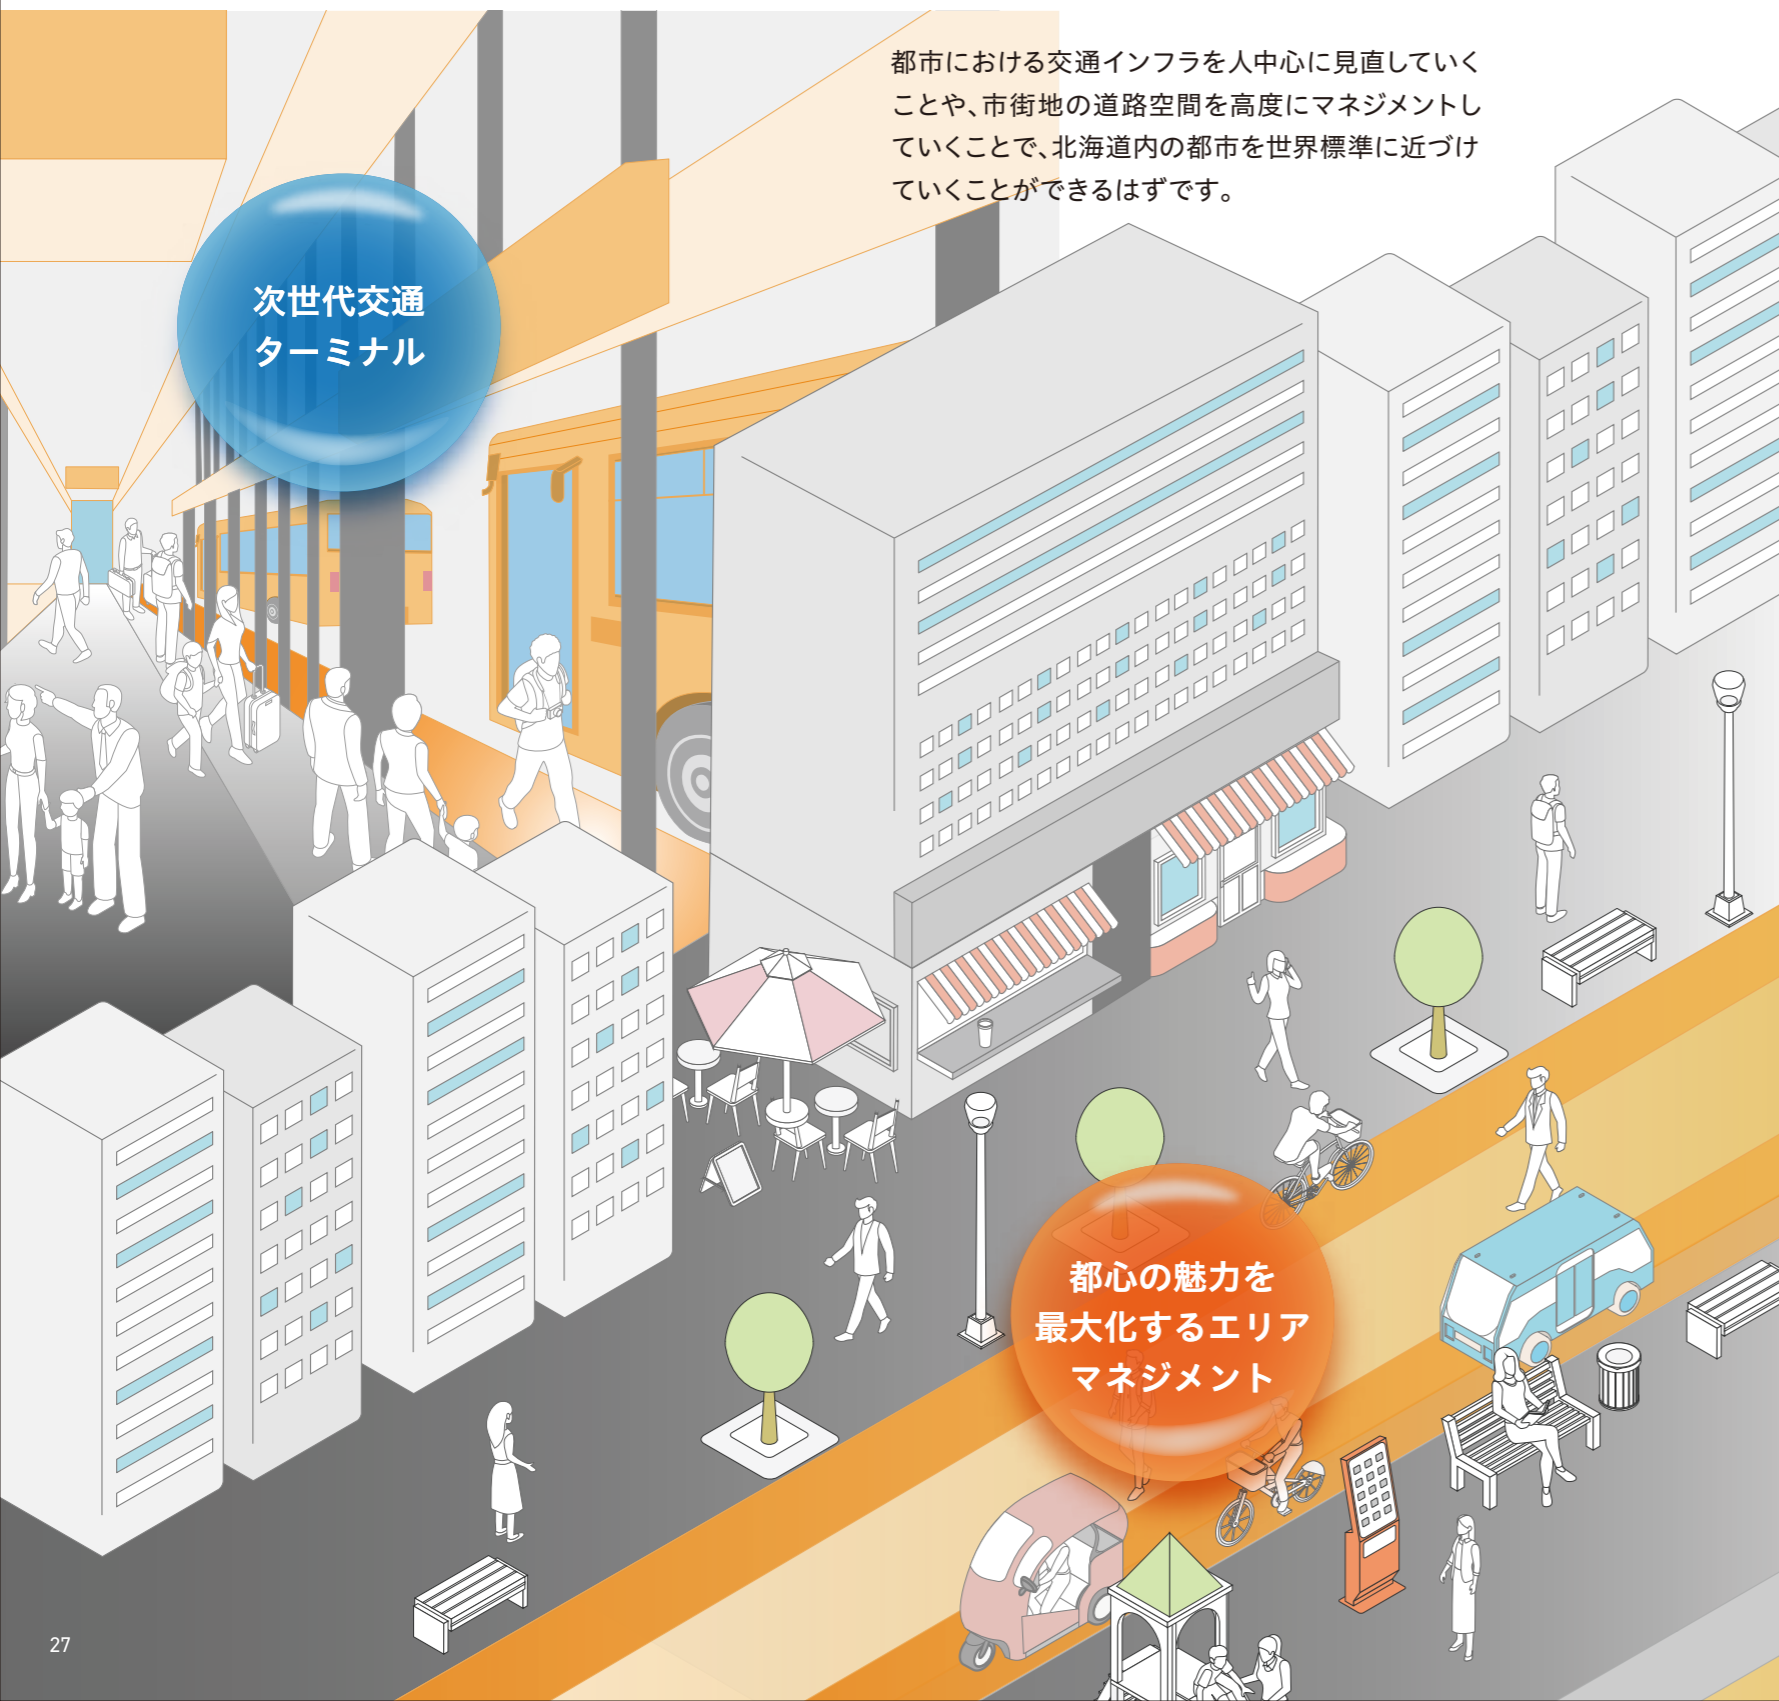 都市における交通インフラを人中心に見直していく
ことや、市街地の道路空間を高度にマネジメントし
ていくことで、北海道内の都市を世界標準に近づけ
ていくことができるはずです。
次世代交通
ターミナル
都心の魅力を
最大化するエリア
マネジメント
27